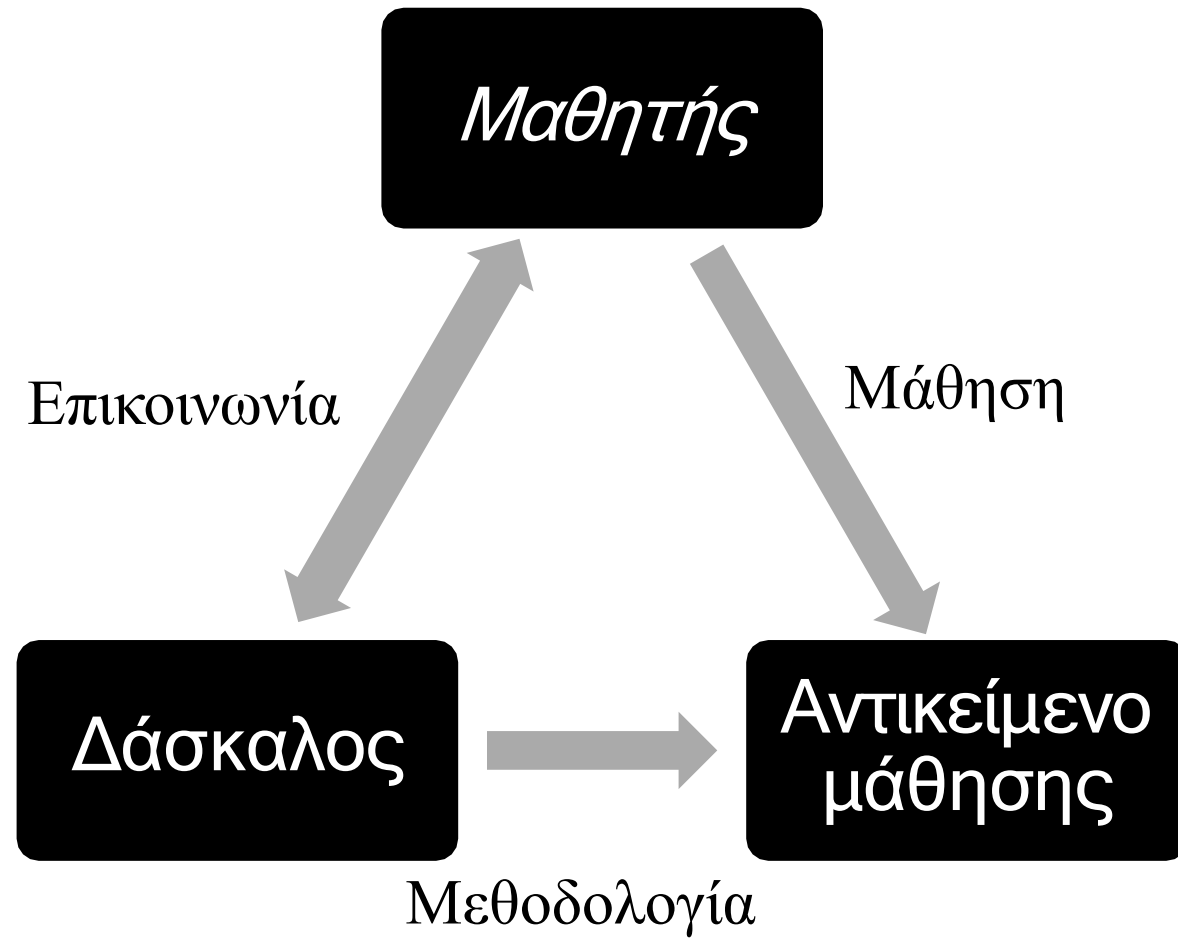 Μαθητής
Επικοινωνία
Μάθηση
Δάσκαλος
Αντικείμενο
μάθησης
Μεθοδολογία